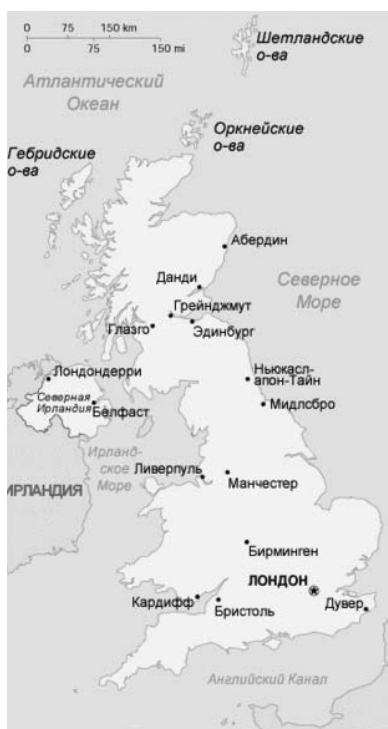 0 75 150 km
0 75 150 mi
Шетландские
о-ва
Атлантический
Океан
Оркнейские о-ва
Гебридские
о-ва
Абердин
Данди
Северное
Море
Грейнджмут
Глазго
Эдинбург
Лондондерри
Ньюкасл-
апон-Тайн
Северная
Ирландия
Белфаст
Мидлсбро
Ирланд-
ское
Море
Ливерпуль
Манчестер
ИРЛАНДИЯ
Бирминген
ЛОНДОН
Кардифф
Бристоль
Дувер
Английский Канал